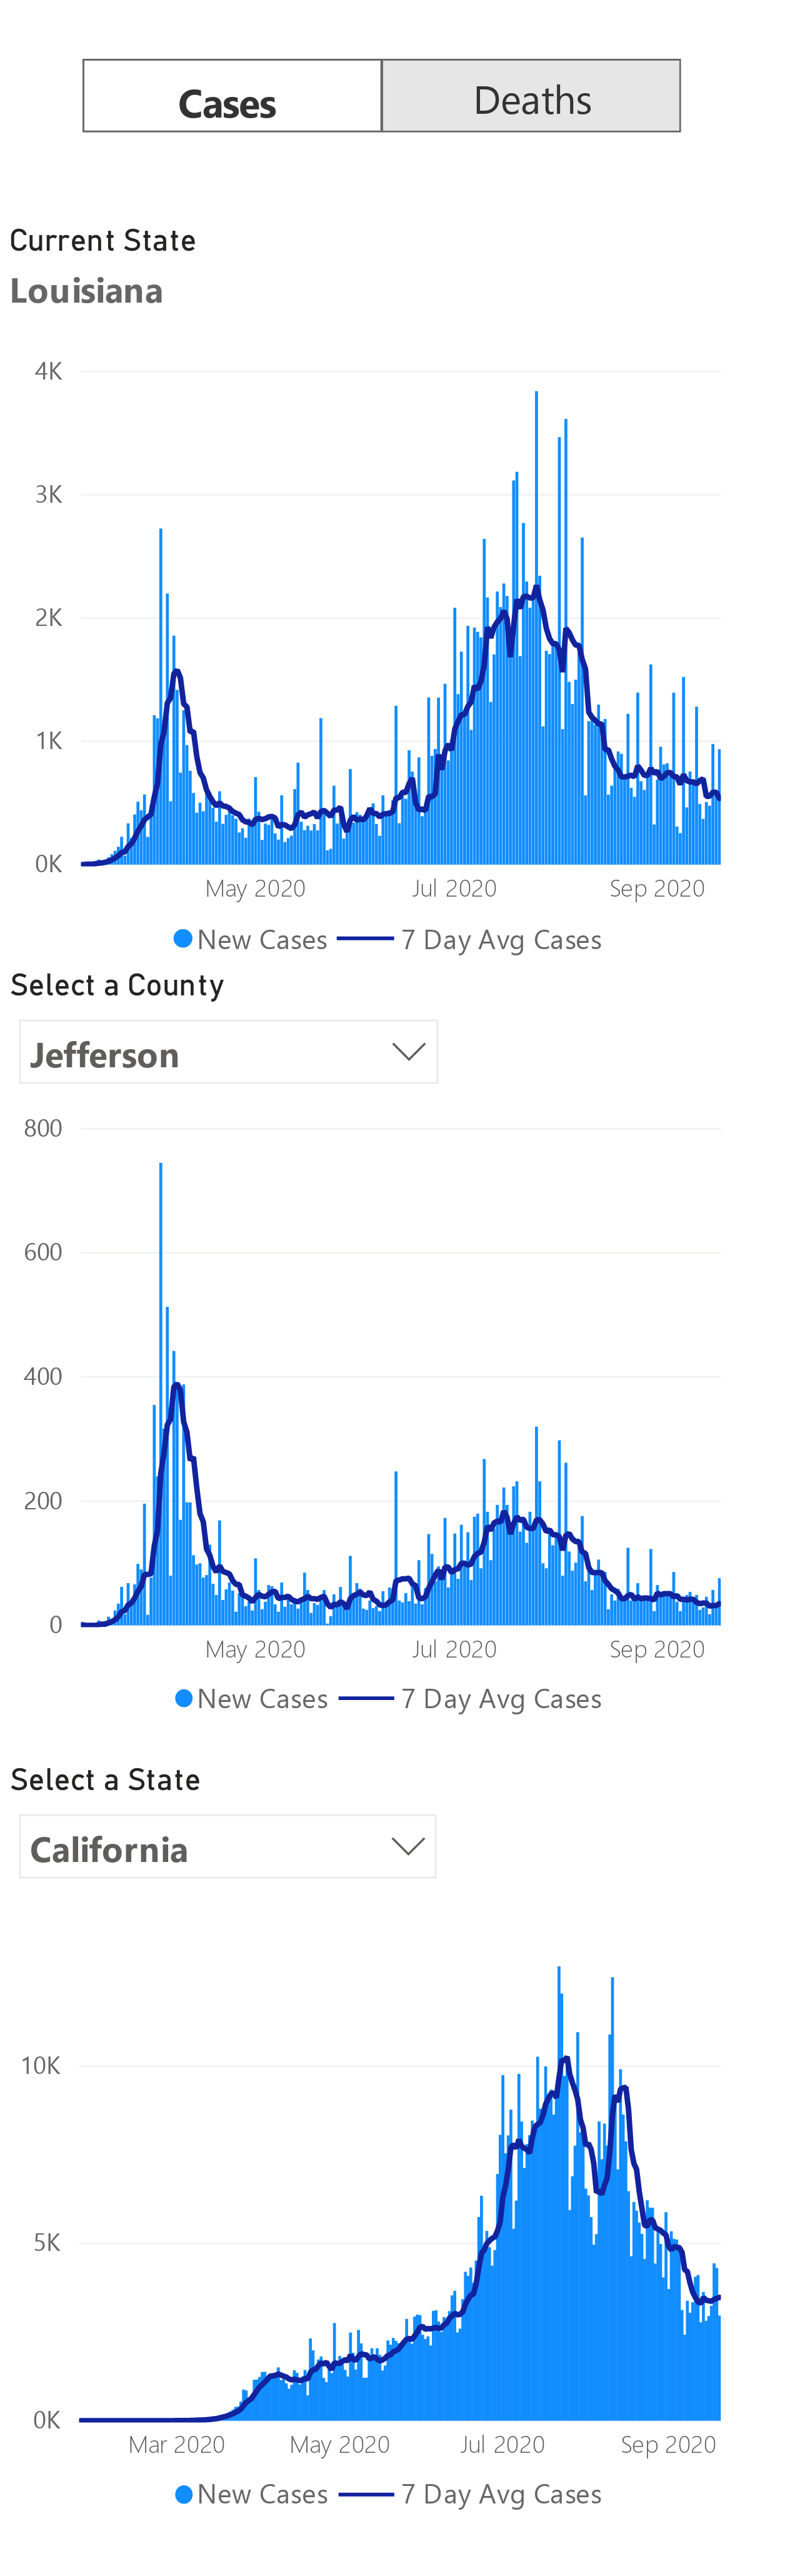 Cases Deaths
Current State
Louisiana
4K
3K
2K
1K
0K
May 2020 Jul 2020 Sep 2020
New Cases 7 Day Avg Cases
Select a County
Jefferson
800
600
400
200
0
May 2020 Jul 2020 Sep 2020
New Cases 7 Day Avg Cases
Select a State
California
10K
5K
0K
Mar 2020 May 2020 Jul 2020 Sep 2020
New Cases 7 Day Avg Cases